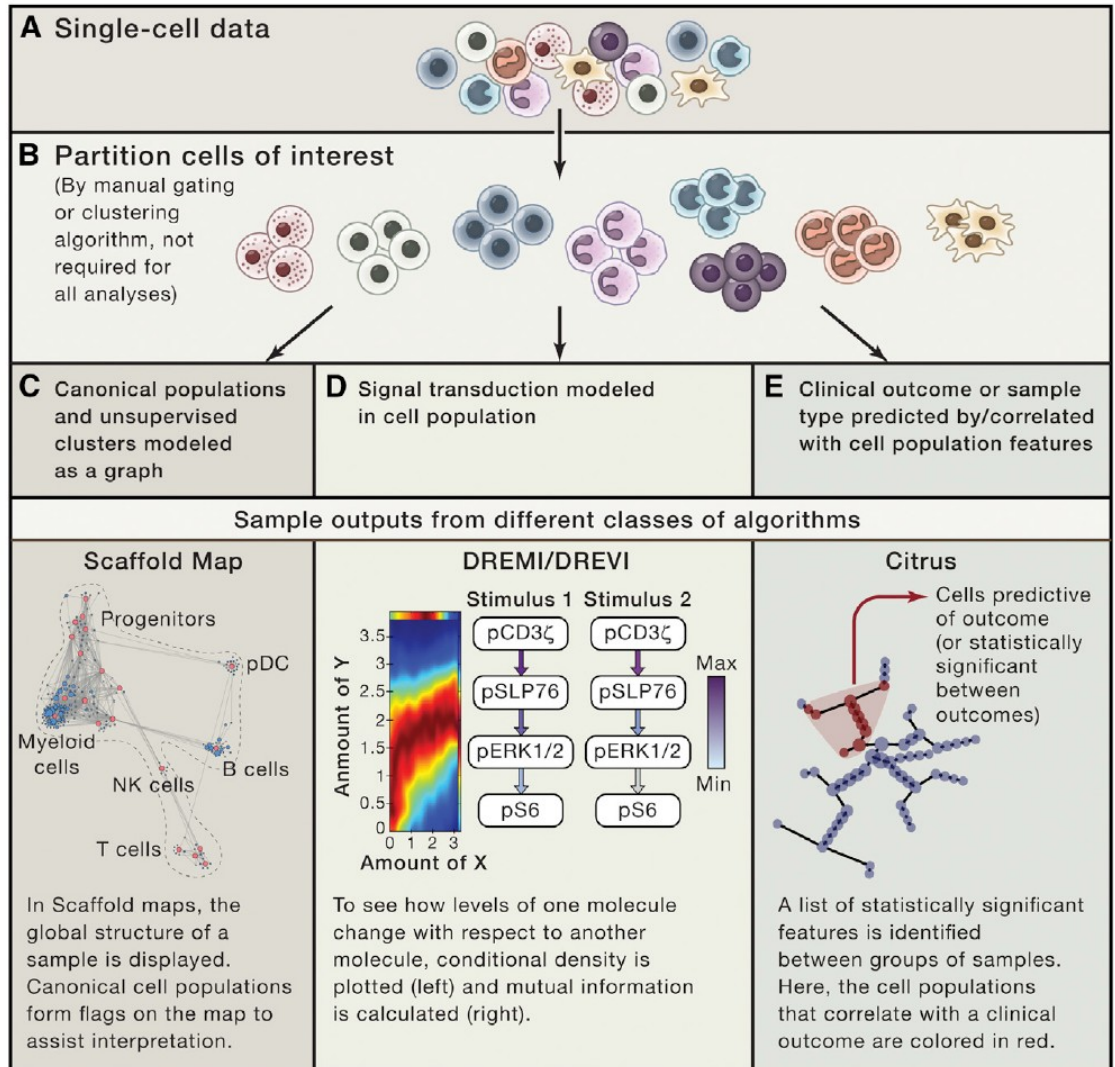 A Single-cell data
B Partition cells of interest
(By manual gating
or clustering
algorithm, not
required for
all analyses)
C Canonical populations
and unsupervised
clusters modeled
as a graph
D Signal transduction modeled
in cell population
E Clinical outcome or sample
type predicted by/correlated
with cell population features
Sample outputs from different classes of algorithms
Scaffold Map
Progenitors
pDC
Myeloid
cells
B cells
NK cells
T cells
In Scaffold maps, the
global structure of a
sample is displayed.
Canonical cell populations
form flags on the map to
assist interpretation.
DREMI/DREVI
Anmount of Y
3.5
3
2.5
2
1.5
1
0.5
0
0 1 2 3
Amount of X
Stimulus 1 Stimulus 2
pCD3ζ pCD3ζ
pSLP76 pSLP76
pERK1/2 pERK1/2
pS6 pS6
Max
Min
To see how levels of one molecule
change with respect to another
molecule, conditional density is
plotted (left) and mutual information
is calculated (right).
Citrus
Cells predictive
of outcome
(or statistically
significant
between
outcomes)
A list of statistically significant
features is identified
between groups of samples.
Here, the cell populations
that correlate with a clinical
outcome are colored in red.